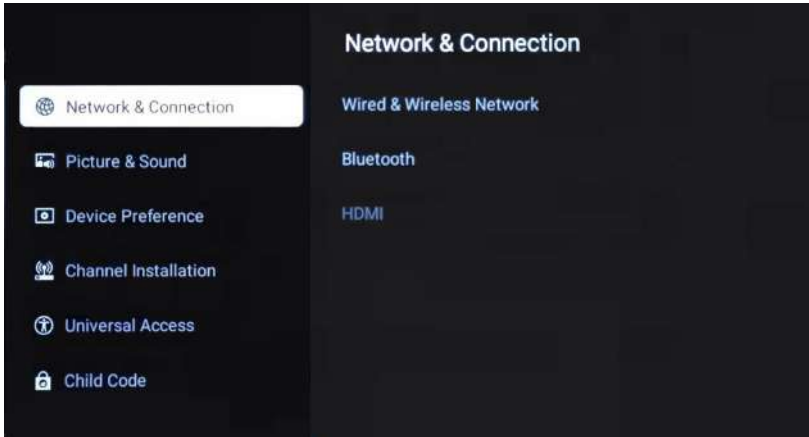 Network & Connection
Picture & Sound
Device Preference
Channel Installation
Universal Access
Child Code
Network & Connection
Wired & Wireless Network
Bluetooth
HDMI